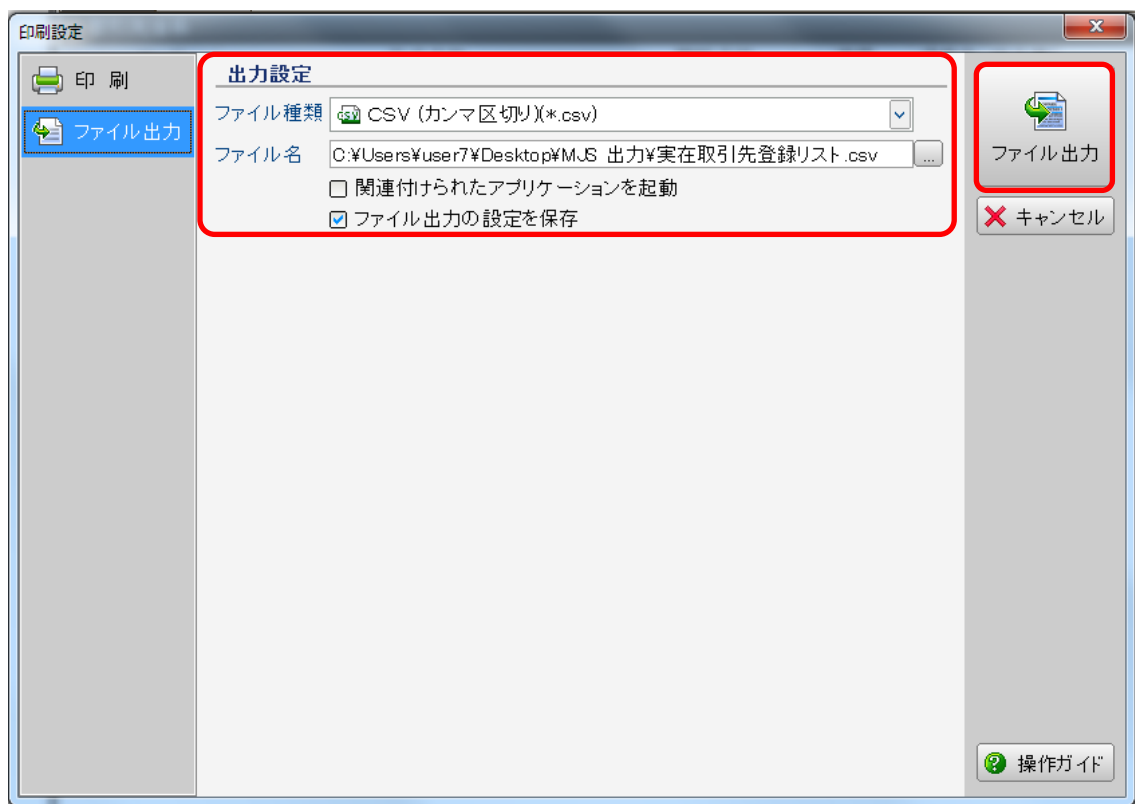 印刷設定
印 刷
ファイル出力
出力設定
ファイル種類 CSV (カンマ区切り)(*.csv)
ファイル名 C:¥Users¥user7¥Desktop¥MJS 出力¥実在取引先登録リスト.csv ...
関連付けられたアプリケーションを起動
ファイル出力の設定を保存
ファイル出力
キャンセル
操作ガイド